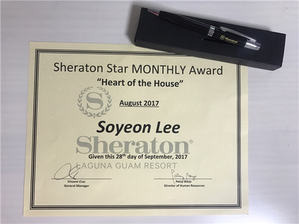 Sheraton Star MONTHLY Award
“Heart of the House”
August 2017
Soyeon Lee
Sheraton®
Given this 28th day of September, 2017
LAGUNA GUAM RESORT
General Manager
Director of Human Resources